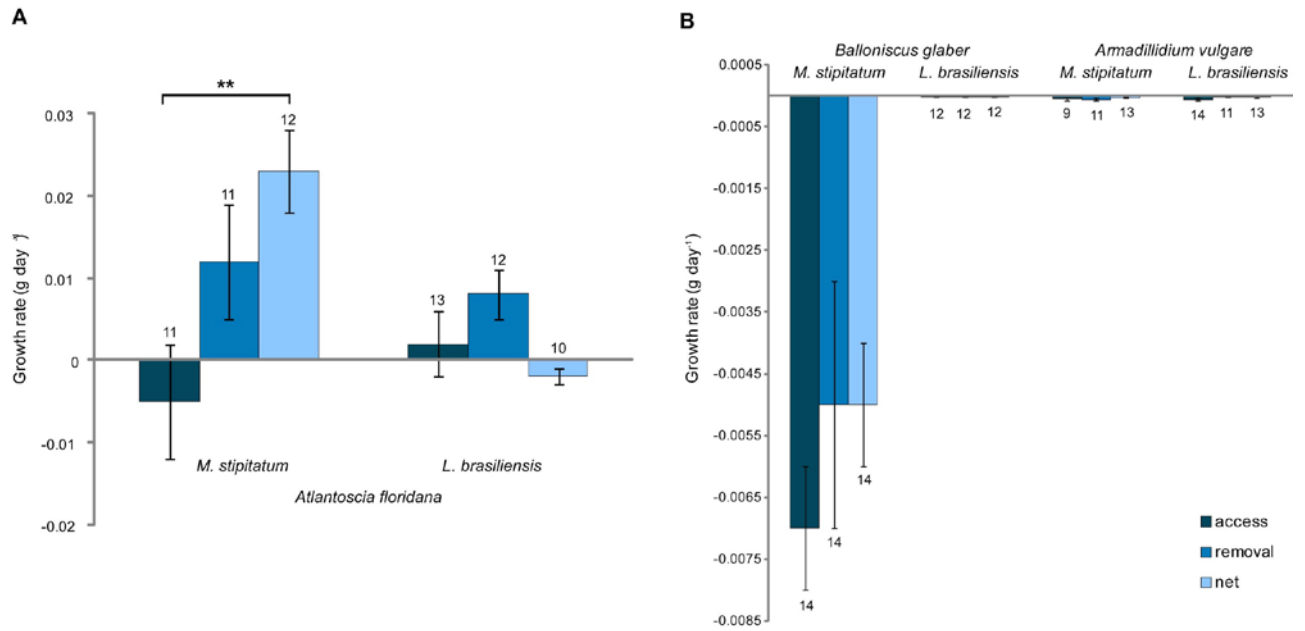 A
**
Growth rate (g day⁻¹)
0.03
0.02
0.01
0
-0.01
-0.02
11
11
12
13
12
10
M. stipitatum
L. brasiliensis
Atlantoscia floridana
B
Balloniscus glaber
Armadillidium vulgare
M. stipitatum
L. brasiliensis
M. stipitatum
L. brasiliensis
Growth rate (g day⁻¹)
0.0005
-0.0005
-0.0015
-0.0025
-0.0035
-0.0045
-0.0055
-0.0065
-0.0075
-0.0085
12 12 12
9 11 13
14 11 13
14
14
14
access
removal
net